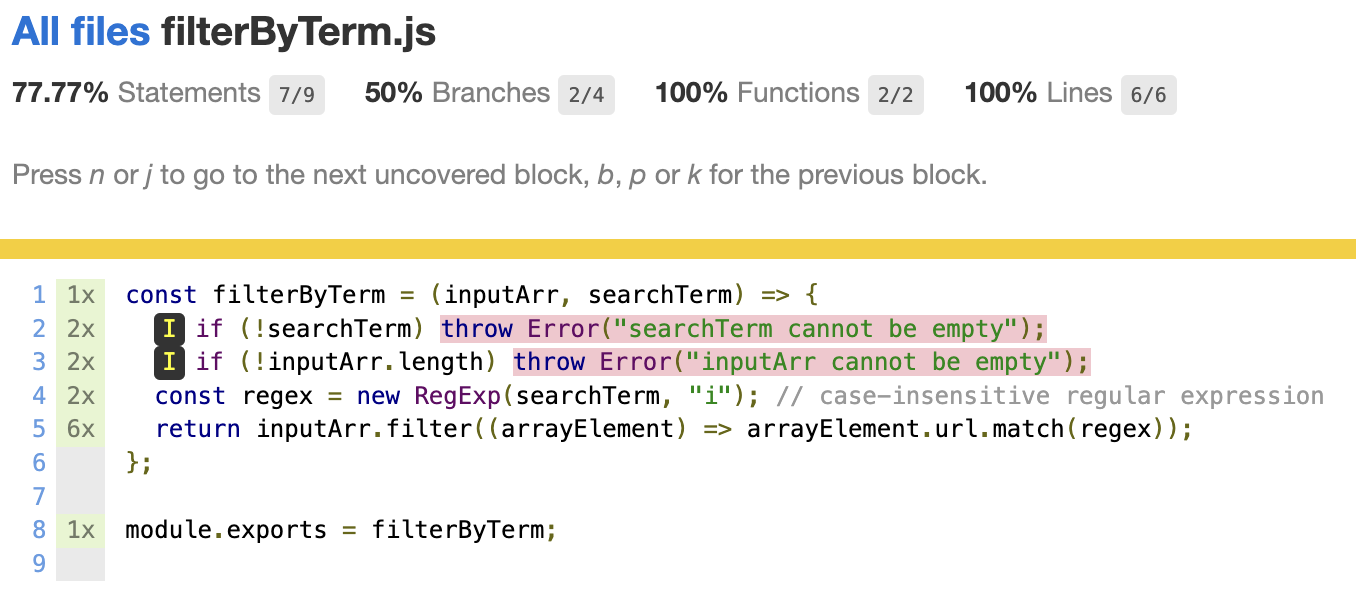 All files filterByTerm.js
77.77% Statements 7/9 50% Branches 2/4 100% Functions 2/2 100% Lines 6/6
Press n or j to go to the next uncovered block, b, p or k for the previous block.
1 1x const filterByTerm = (inputArr, searchTerm) => {
2 2x I if (!searchTerm) throw Error("searchTerm cannot be empty");
3 2x I if (!inputArr.length) throw Error("inputArr cannot be empty");
4 2x const regex = new RegExp(searchTerm, "i"); // case-insensitive regular expression
5 6x return inputArr.filter((arrayElement) => arrayElement.url.match(regex));
6 };
7
8 1x module.exports = filterByTerm;
9